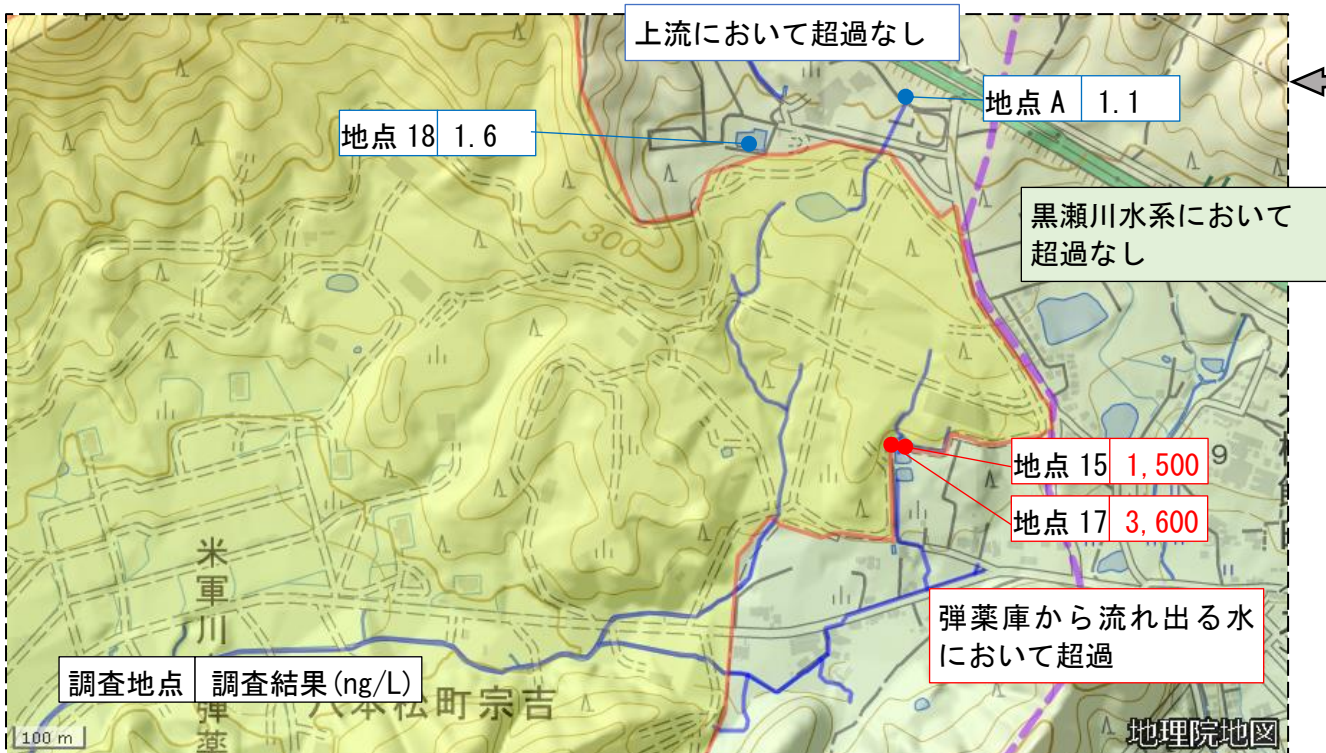 上流において超過なし
地点 A 1.1
地点 18 1.6
黒瀬川水系において
超過なし
300
地点 15 1,500
9
地点 17 3,600
弾薬庫から流れ出る水
において超過
米軍川
弾薬
調査地点 調査結果(ng/L)
八本松町宗吉
100 m
地理院地図